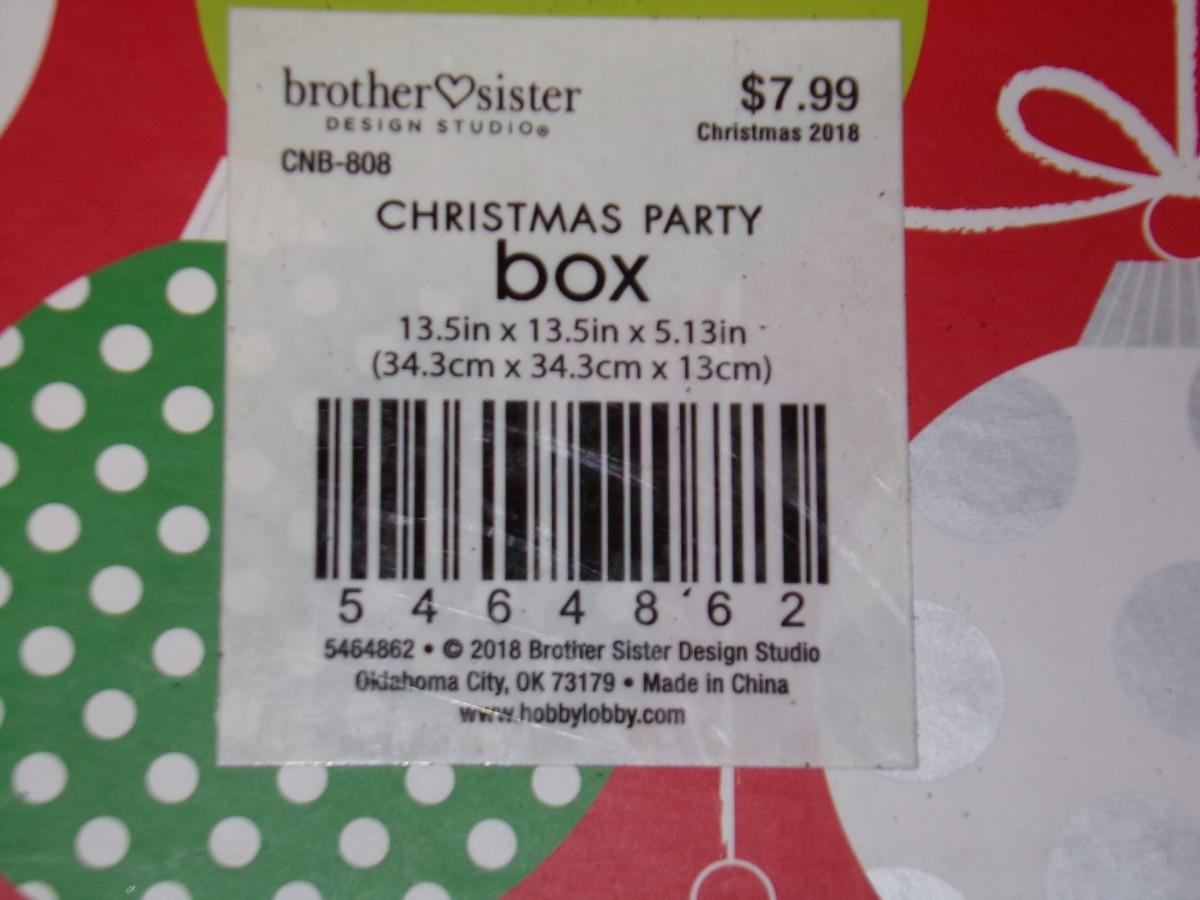 brother♡sister
DESIGN STUDIO®
$7.99
Christmas 2018
CNB-808
CHRISTMAS PARTY
box
13.5in x 13.5in x 5.13in
(34.3cm x 34.3cm x 13cm)
5 4 6 4 8 6 2
5464862 • © 2018 Brother Sister Design Studio
Oklahoma City, OK 73179 • Made in China
www.hobbylobby.com